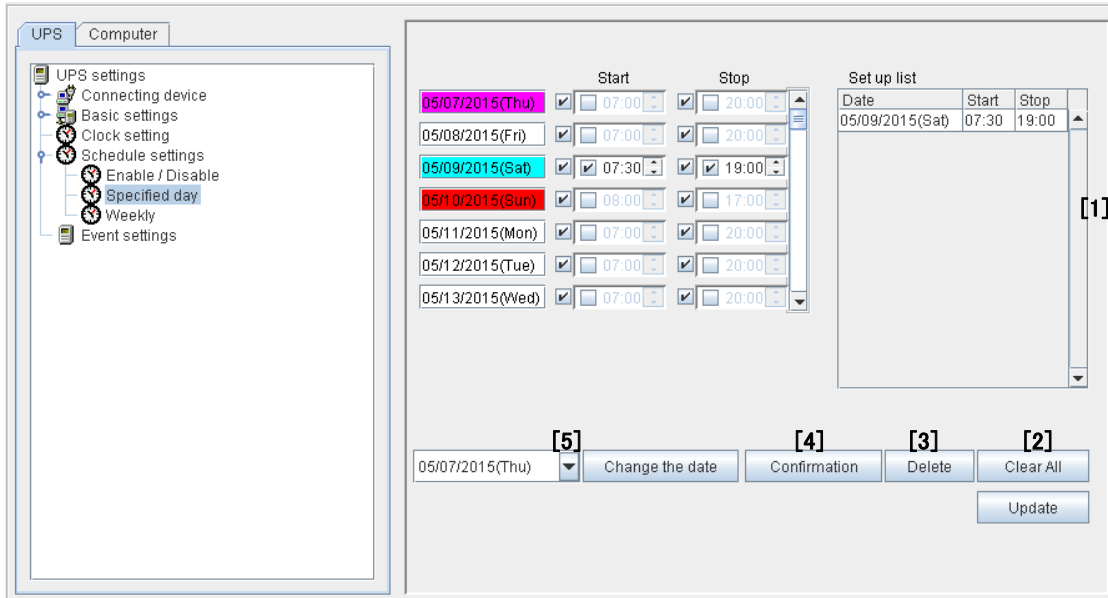 UPS Computer
UPS settings
Connecting device
Basic settings
Clock setting
Schedule settings
Enable / Disable
Specified day
Weekly
Event settings
Start Stop
05/07/2015(Thu) 07:00 20:00
05/08/2015(Fri) 07:00 20:00
05/09/2015(Sat) 07:30 19:00
05/10/2015(Sun) 08:00 17:00
05/11/2015(Mon) 07:00 20:00
05/12/2015(Tue) 07:00 20:00
05/13/2015(Wed) 07:00 20:00
Set up list
Date Start Stop
05/09/2015(Sat) 07:30 19:00
[1]
[5] [4] [3] [2]
05/07/2015(Thu) Change the date Confirmation Delete Clear All
Update